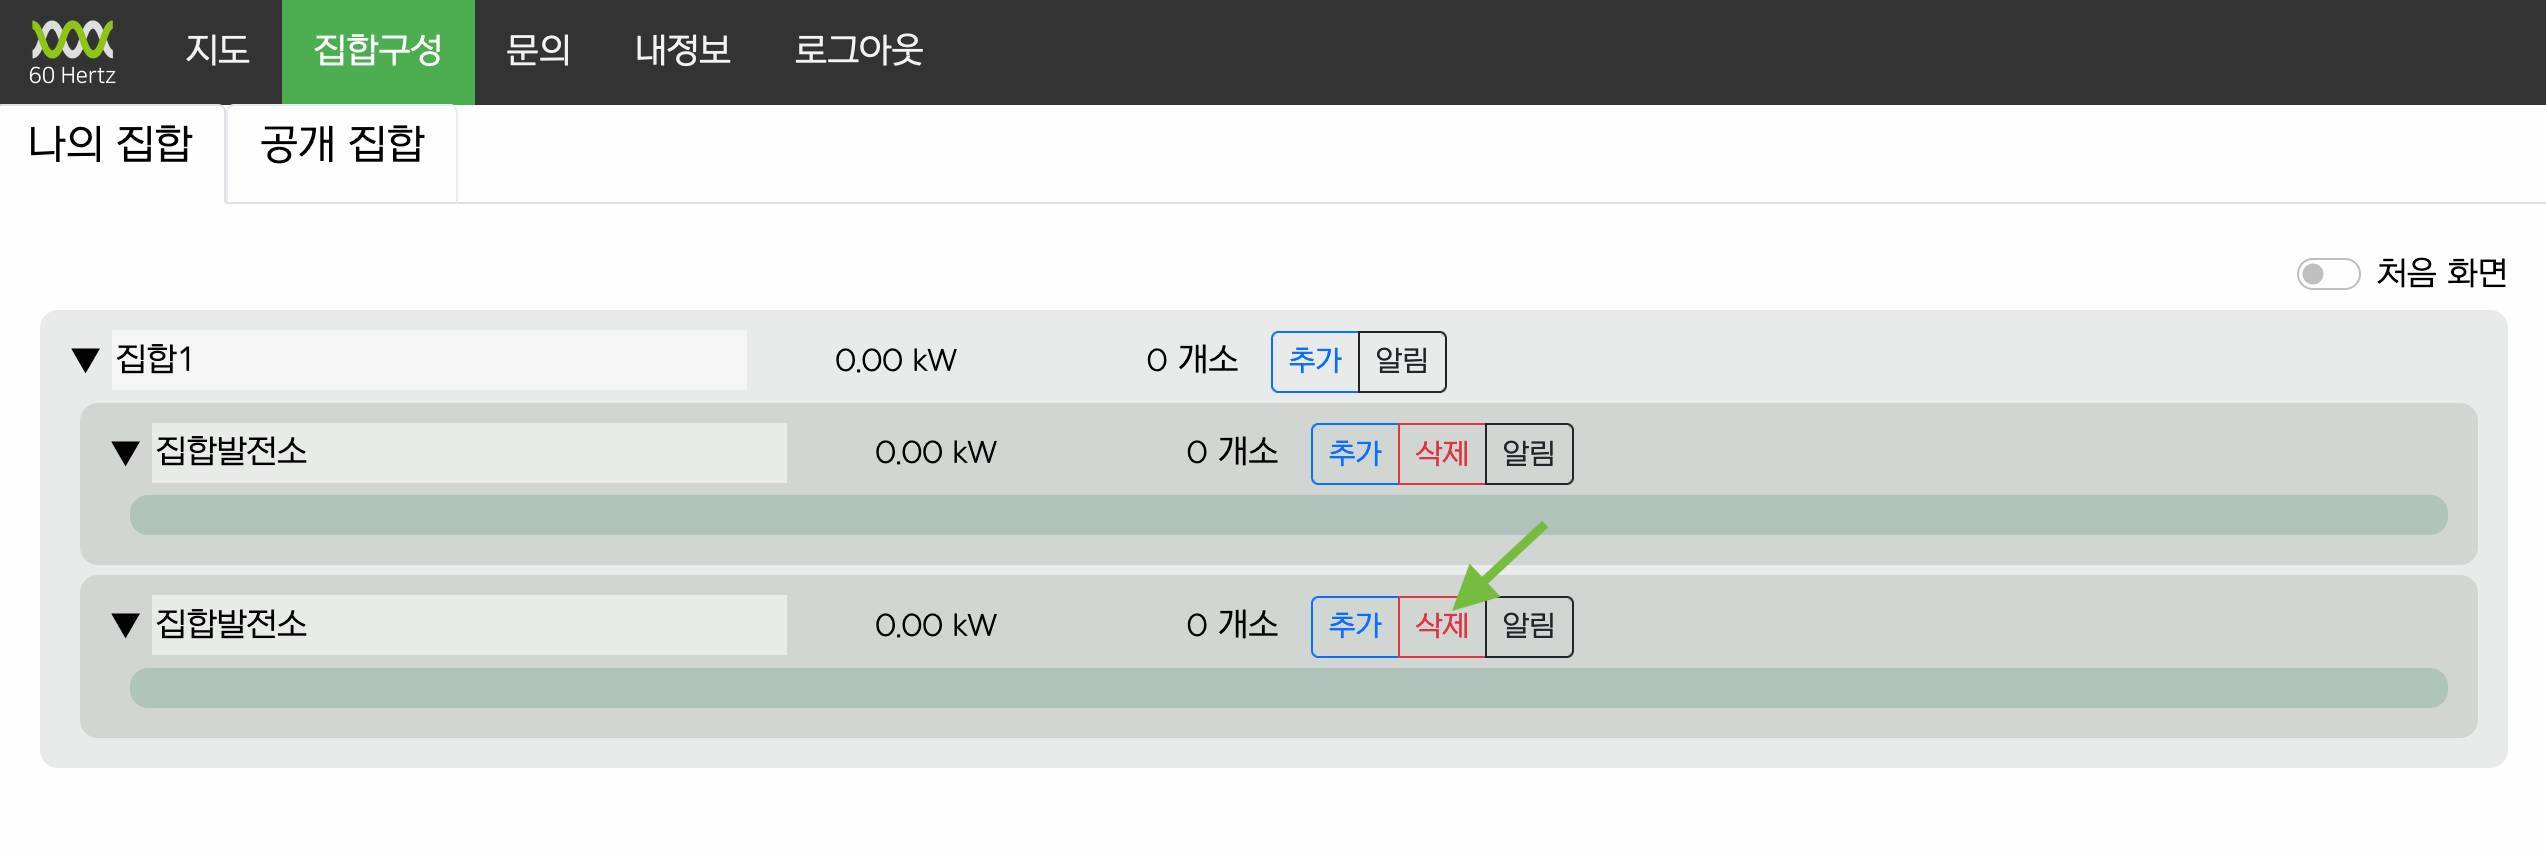 60 Hertz
지도 집합구성 문의 내정보 로그아웃
나의 집합 공개 집합
처음 화면
집합1 0.00 kW 0 개소 추가 알림
집합발전소 0.00 kW 0 개소 추가 삭제 알림
집합발전소 0.00 kW 0 개소 추가 삭제 알림